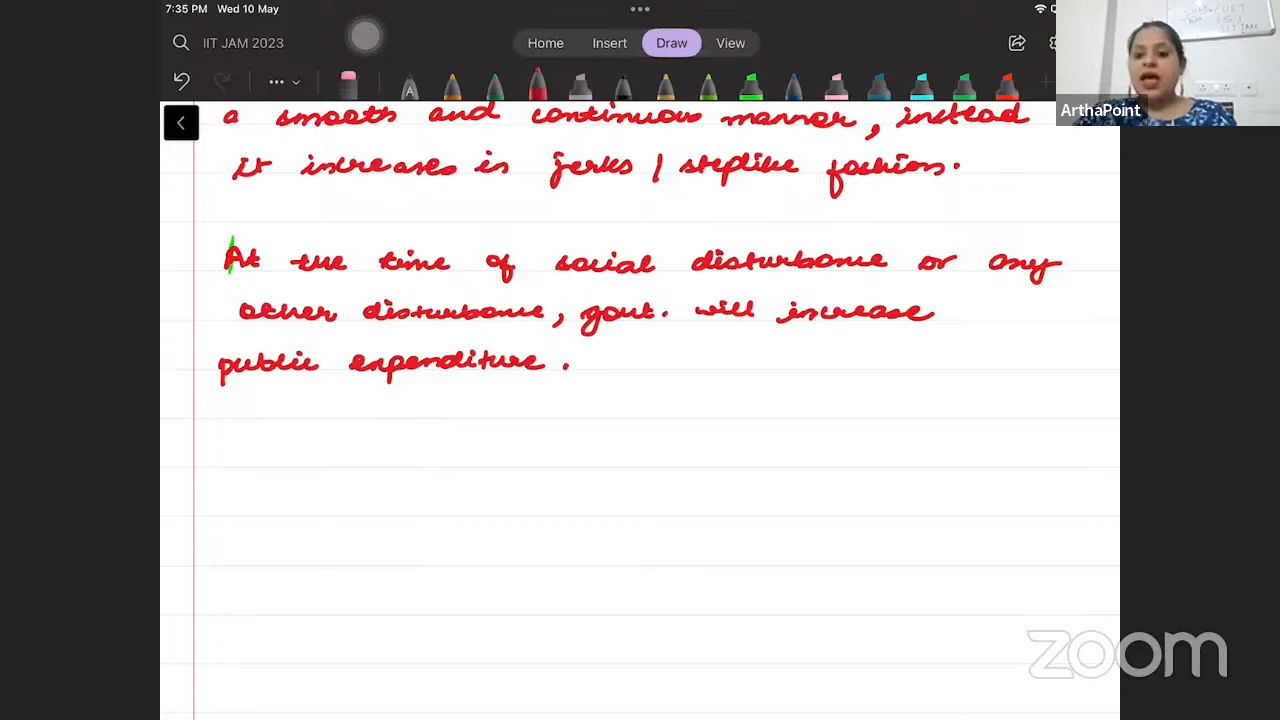 7:35 PM Wed 10 May
IIT JAM 2023
Home Insert Draw View
ArthaPoint
a smooth and continuous manner, instead
it increases in jerks / steplike fashion.
At the time of social disturbance or any
other disturbance, govt. will increase
public expenditure.
zoom